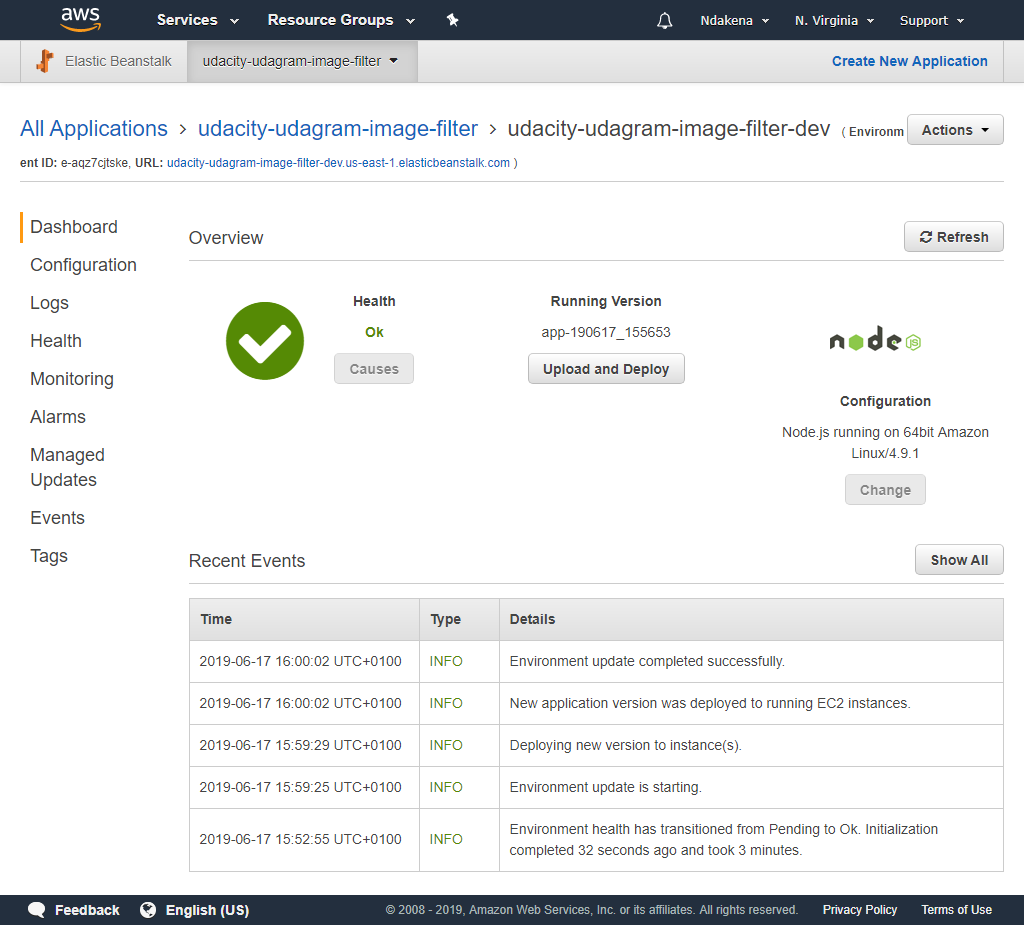 aws Services Resource Groups Ndakena N. Virginia Support
Elastic Beanstalk udacity-udagram-image-filter Create New Application
All Applications > udacity-udagram-image-filter > udacity-udagram-image-filter-dev ( Environm Actions
ent ID: e-aqz7cjtske, URL: udacity-udagram-image-filter-dev.us-east-1.elasticbeanstalk.com )
Dashboard
Configuration
Logs
Health
Monitoring
Alarms
Managed
Updates
Events
Tags
Overview Refresh
Health
Ok
Causes
Running Version
app-190617_155653
Upload and Deploy
node JS
Configuration
Node.js running on 64bit Amazon
Linux/4.9.1
Change
Recent Events Show All
Time Type Details
2019-06-17 16:00:02 UTC+0100 INFO Environment update completed successfully.
2019-06-17 16:00:02 UTC+0100 INFO New application version was deployed to running EC2 instances.
2019-06-17 15:59:29 UTC+0100 INFO Deploying new version to instance(s).
2019-06-17 15:59:25 UTC+0100 INFO Environment update is starting.
2019-06-17 15:52:55 UTC+0100 INFO Environment health has transitioned from Pending to Ok. Initialization
completed 32 seconds ago and took 3 minutes.
Feedback English (US) © 2008 - 2019, Amazon Web Services, Inc. or its affiliates. All rights reserved. Privacy Policy Terms of Use